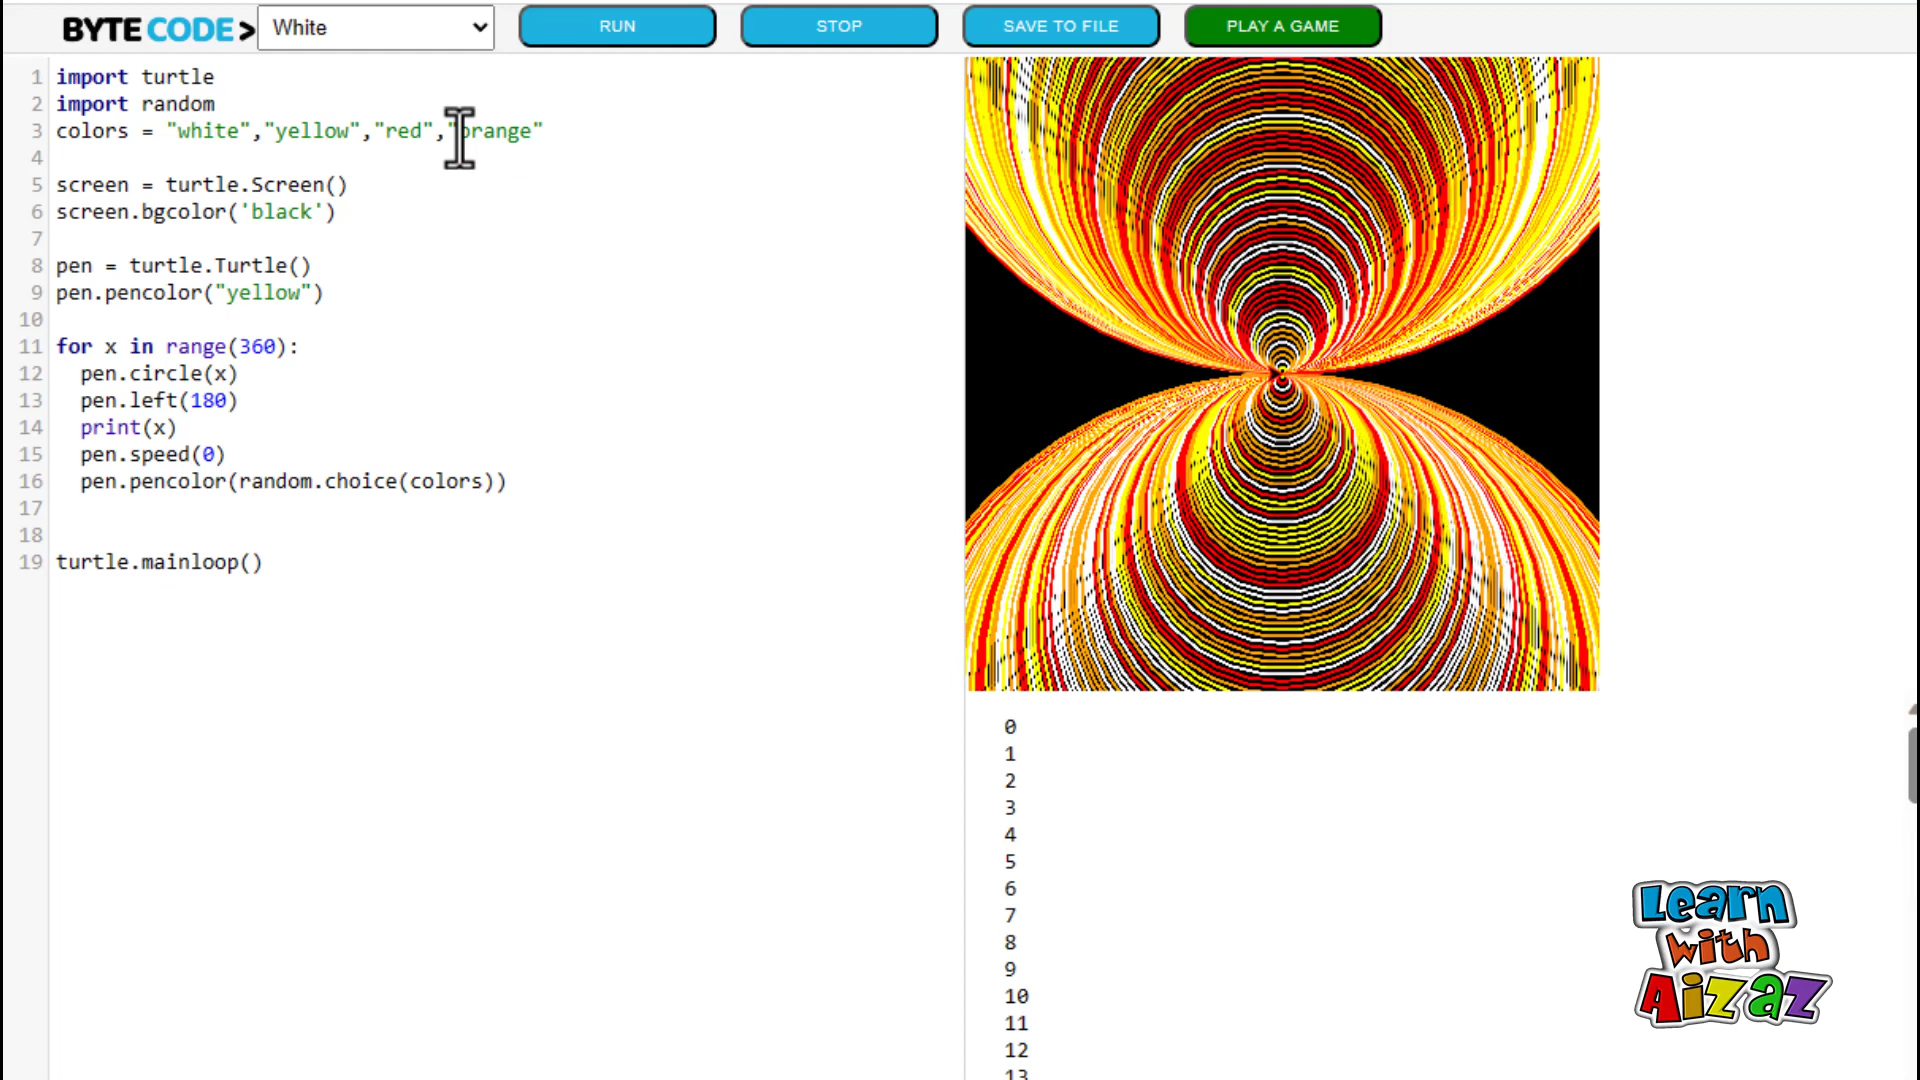 BYTECODE> White RUN STOP SAVE TO FILE PLAY A GAME
1 import turtle
2 import random
3 colors = "white","yellow","red","orange"
4
5 screen = turtle.Screen()
6 screen.bgcolor('black')
7
8 pen = turtle.Turtle()
9 pen.pencolor("yellow")
10
11 for x in range(360):
12   pen.circle(x)
13   pen.left(180)
14   print(x)
15   pen.speed(0)
16   pen.pencolor(random.choice(colors))
17
18
19 turtle.mainloop()
0
1
2
3
4
5
6
7
8
9
10
11
12
13
Learn
with
Aizaz